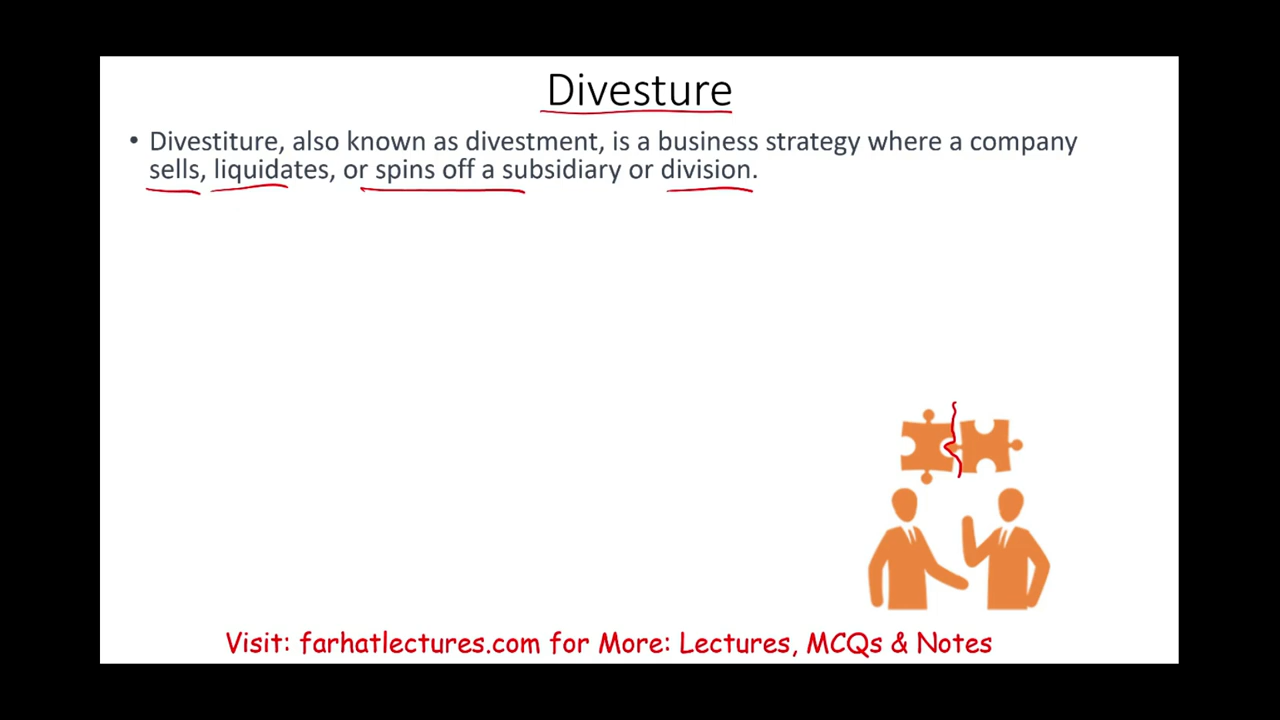 Divesture
• Divestiture, also known as divestment, is a business strategy where a company
sells, liquidates, or spins off a subsidiary or division.
Visit: farhatlectures.com for More: Lectures, MCQs & Notes